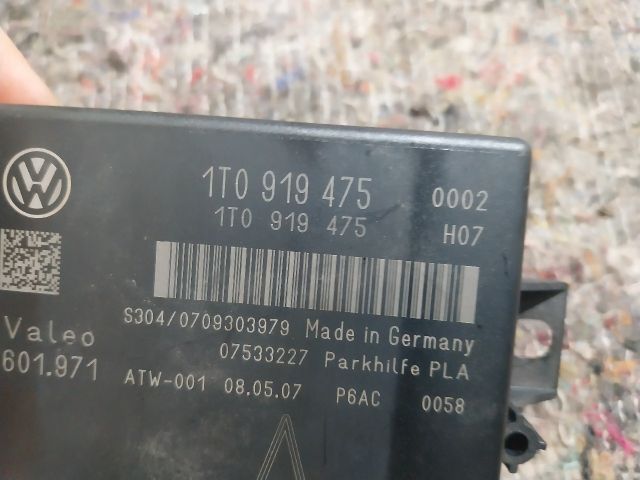 1T0 919 475 0002
1T0 919 475 H07
S304/0709303979 Made in Germany
Valeo 07533227 Parkhilfe PLA
601.971 ATW-001 08.05.07 P6AC 0058